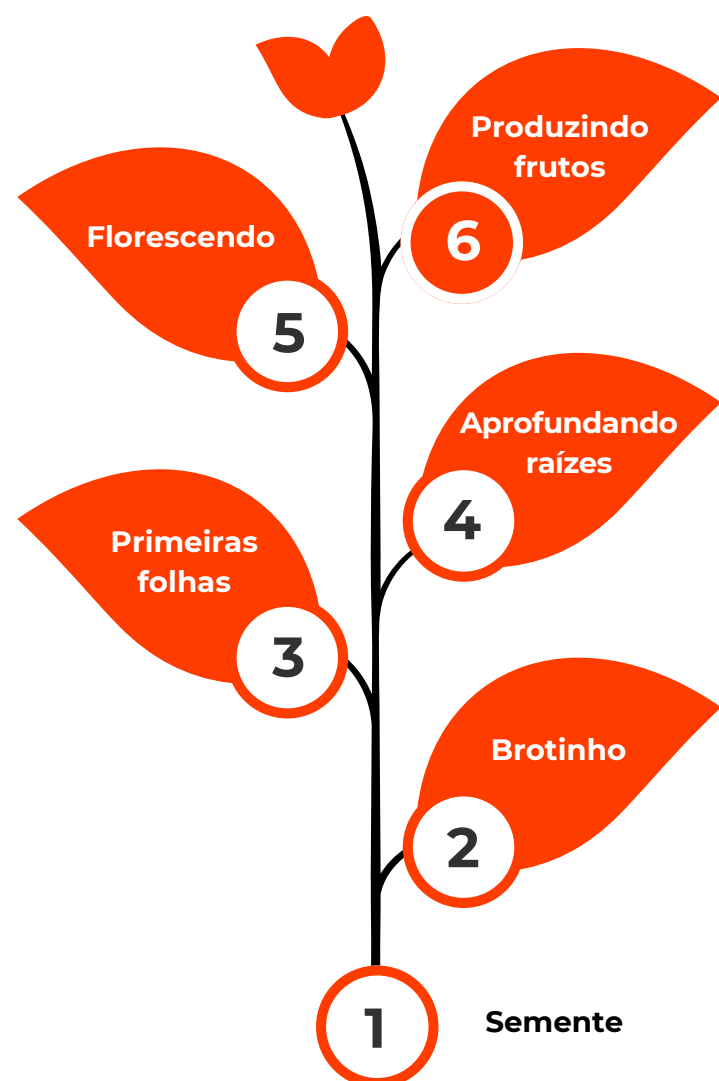 Produzindo
frutos
6
Florescendo
5
Aprofundando
raízes
4
Primeiras
folhas
3
Brotinho
2
1
Semente